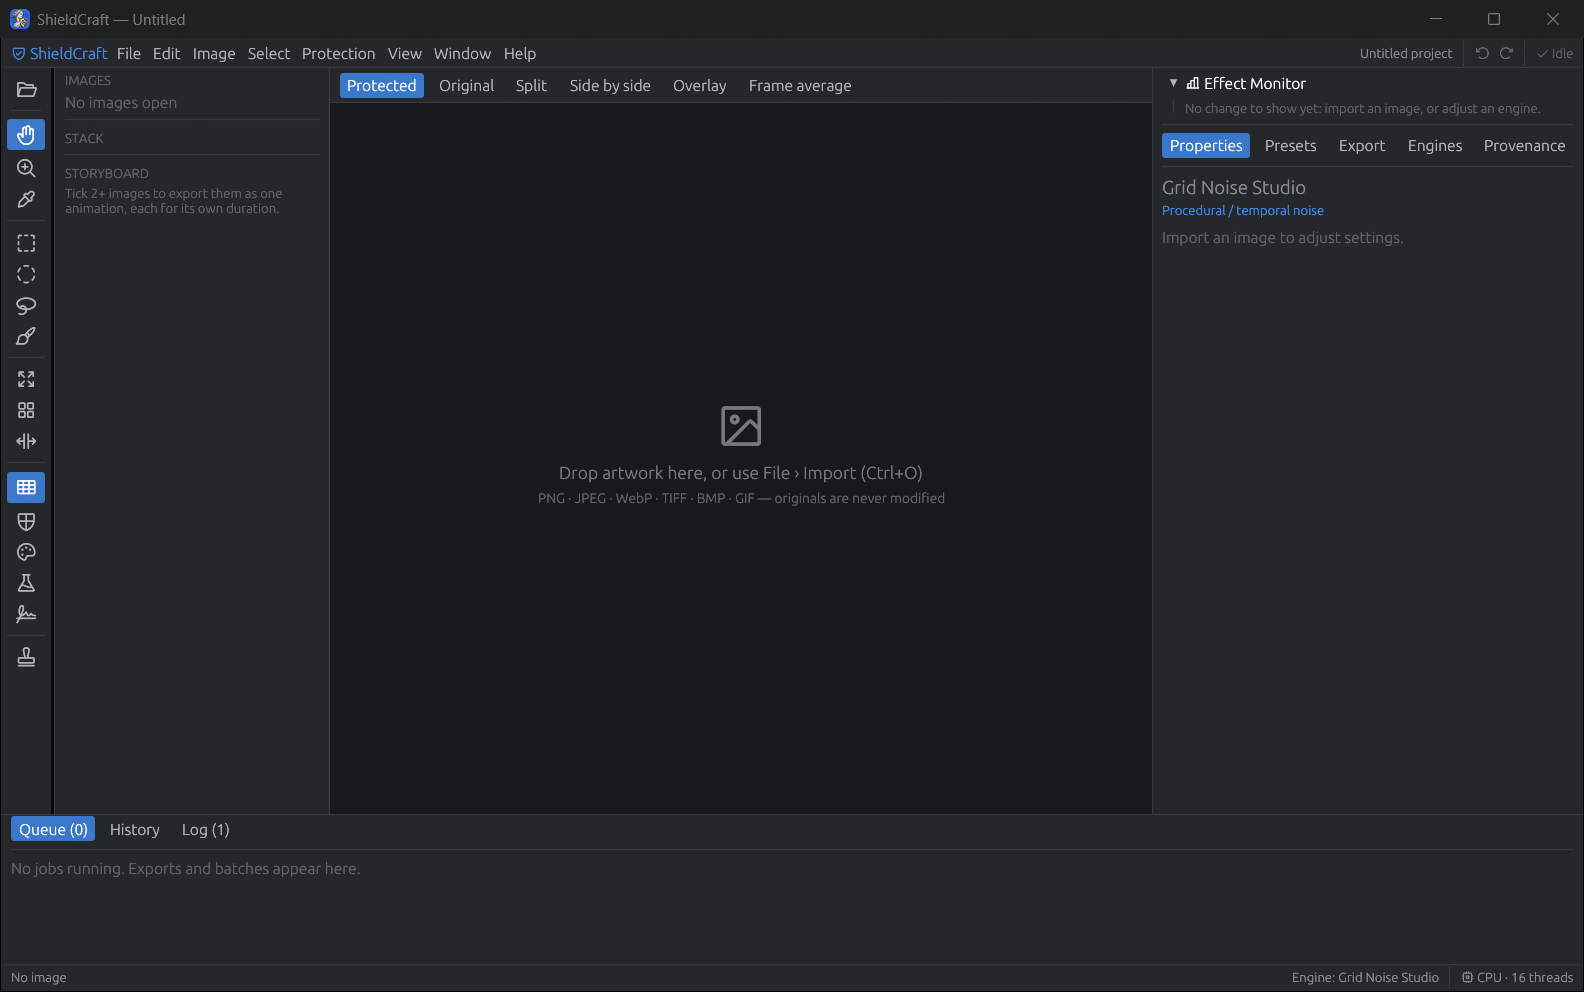 ShieldCraft — Untitled
ShieldCraft File Edit Image Select Protection View Window Help
Untitled project
Idle
IMAGES
No images open
STACK
STORYBOARD
Tick 2+ images to export them as one
animation, each for its own duration.
Protected Original Split Side by side Overlay Frame average
Drop artwork here, or use File › Import (Ctrl+O)
PNG · JPEG · WebP · TIFF · BMP · GIF — originals are never modified
Effect Monitor
No change to show yet: import an image, or adjust an engine.
Properties Presets Export Engines Provenance
Grid Noise Studio
Procedural / temporal noise
Import an image to adjust settings.
Queue (0) History Log (1)
No jobs running. Exports and batches appear here.
No image
Engine: Grid Noise Studio
CPU · 16 threads